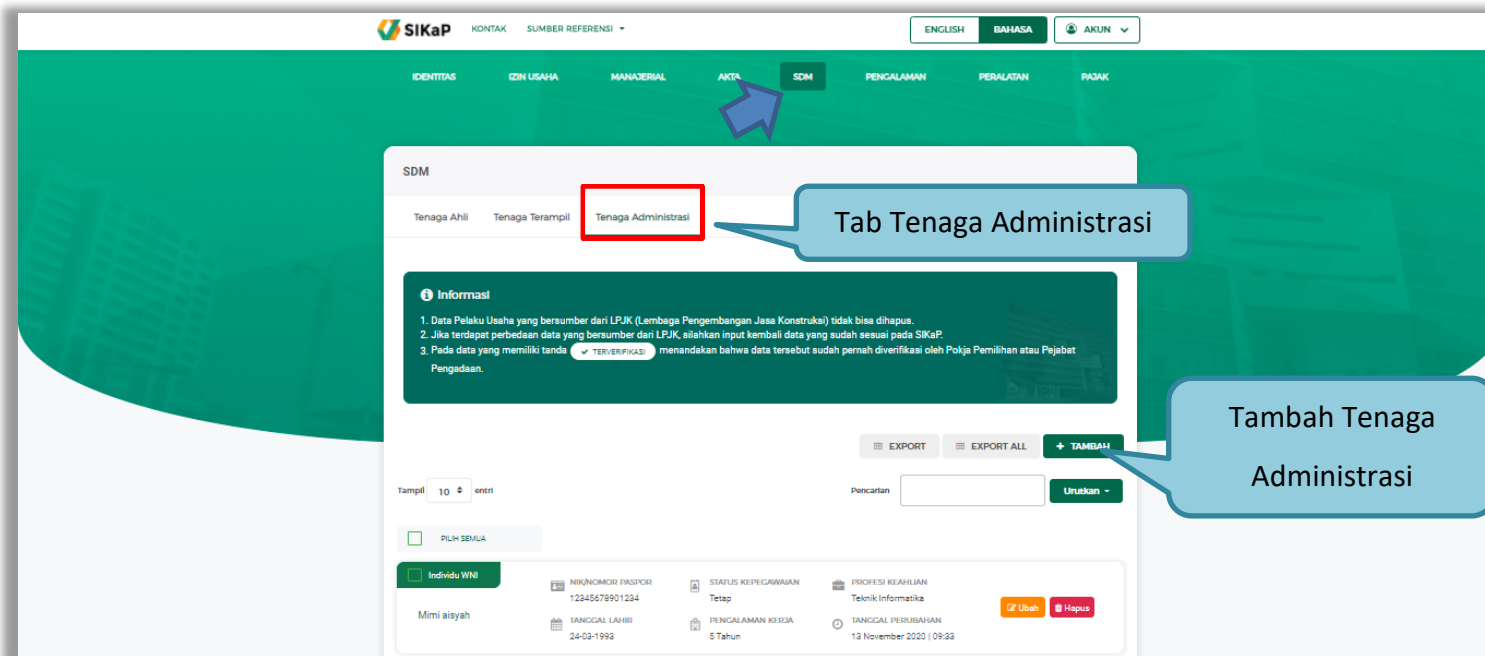 SIKaP KONTAK SUMBER REFERENSI ENGLISH BAHASA AKUN
IDENTITAS IZIN USAHA MANAJERIAL AKTA SDM PENGALAMAN PERALATAN PAJAK
SDM
Tenaga Ahli Tenaga Terampil Tenaga Administrasi
Tab Tenaga Administrasi
Informasi
1. Data Pelaku Usaha yang bersumber dari LPJK (Lembaga Pengembangan Jasa Konstruksi) tidak bisa dihapus.
2. Jika terdapat perbedaan data yang bersumber dari LPJK, silahkan input kembali data yang sudah sesuai pada SIKaP.
3. Pada data yang memiliki tanda TERVERIFIKASI menandakan bahwa data tersebut sudah pernah diverifikasi oleh Pokja Pemilihan atau Pejabat
Pengadaan.
Tambah Tenaga
Administrasi
EXPORT EXPORT ALL + TAMBAH
Tampil 10 entri Pencarian Urutkan
PILIH SEMUA
Individu WNI
Mimi aisyah
NIK/NOMOR PASPOR STATUS KEPEGAWAIAN PROFESI KEAHLIAN
12345678901234 Tetap Teknik Informatika
Ubah Hapus
TANGGAL LAHIR PENGALAMAN KERJA TANGGAL PERUBAHAN
24-03-1993 5 Tahun 13 November 2020 | 09:33